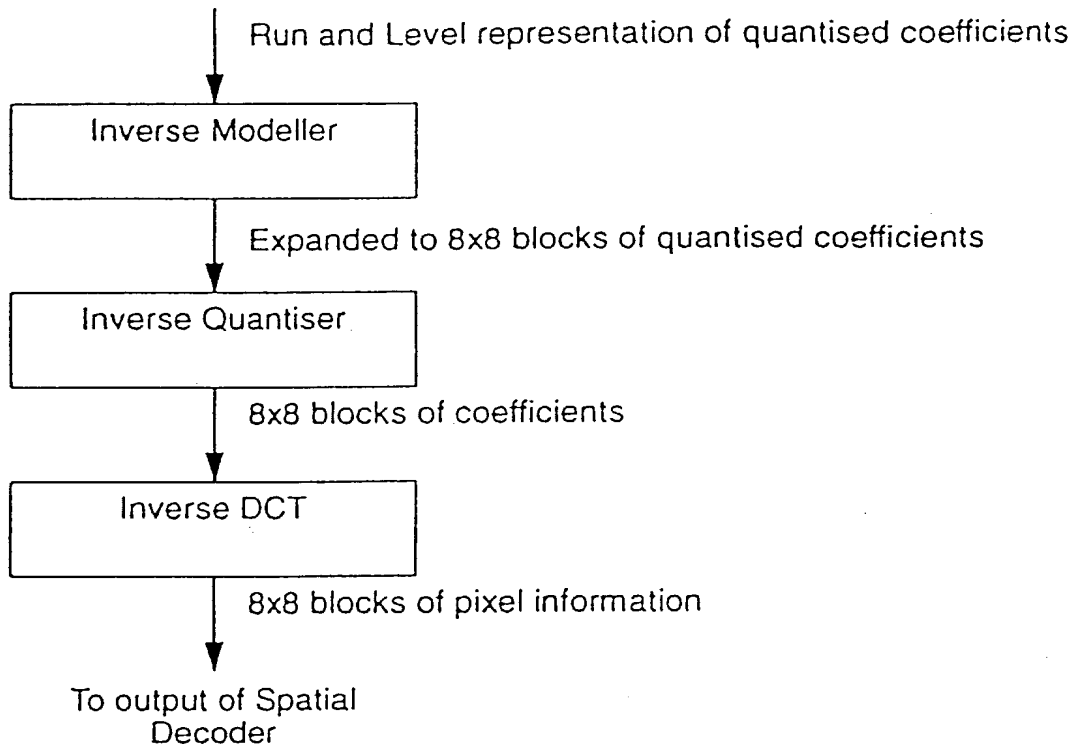 Run and Level representation of quantised coefficients
Inverse Modeller
Expanded to 8x8 blocks of quantised coefficients
Inverse Quantiser
8x8 blocks of coefficients
Inverse DCT
8x8 blocks of pixel information
To output of Spatial
Decoder